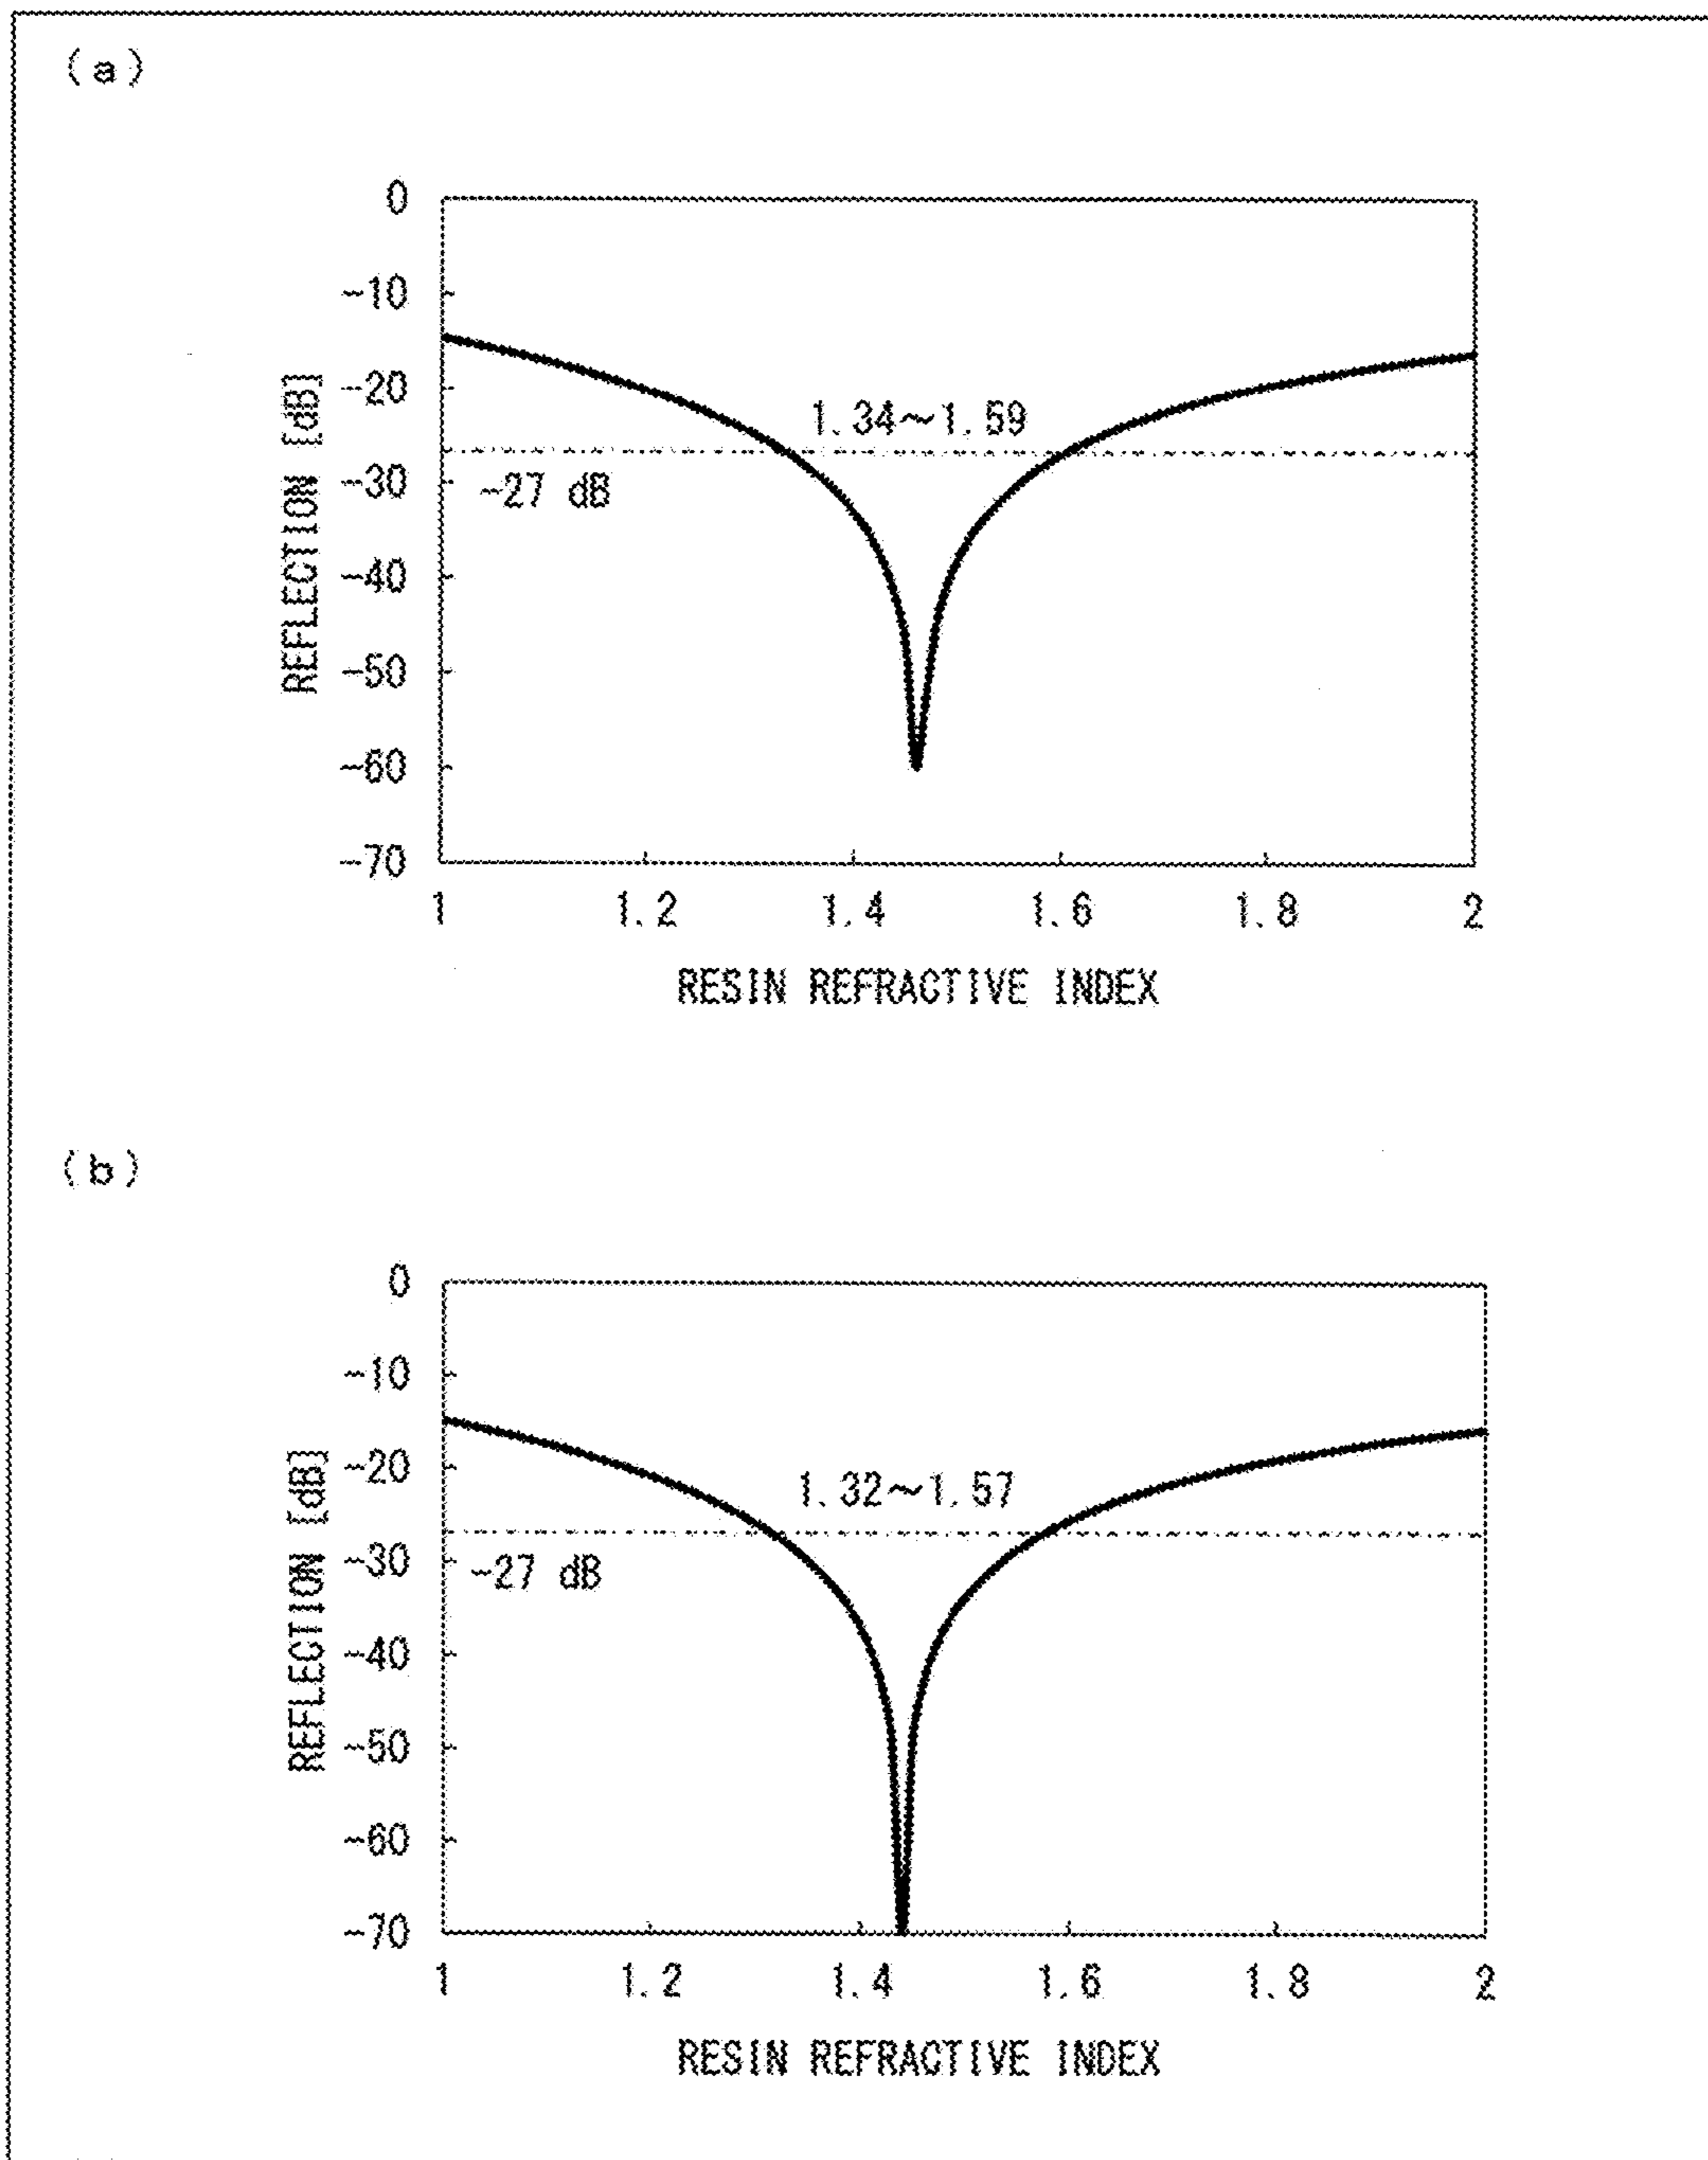 (a)
0
-10
-20
-30
-40
-50
-60
-70
REFLECTION [dB]
1.34~1.59
-27 dB
1 1.2 1.4 1.6 1.8 2
RESIN REFRACTIVE INDEX
(b)
0
-10
-20
-30
-40
-50
-60
-70
REFLECTION [dB]
1.32~1.57
-27 dB
1 1.2 1.4 1.6 1.8 2
RESIN REFRACTIVE INDEX